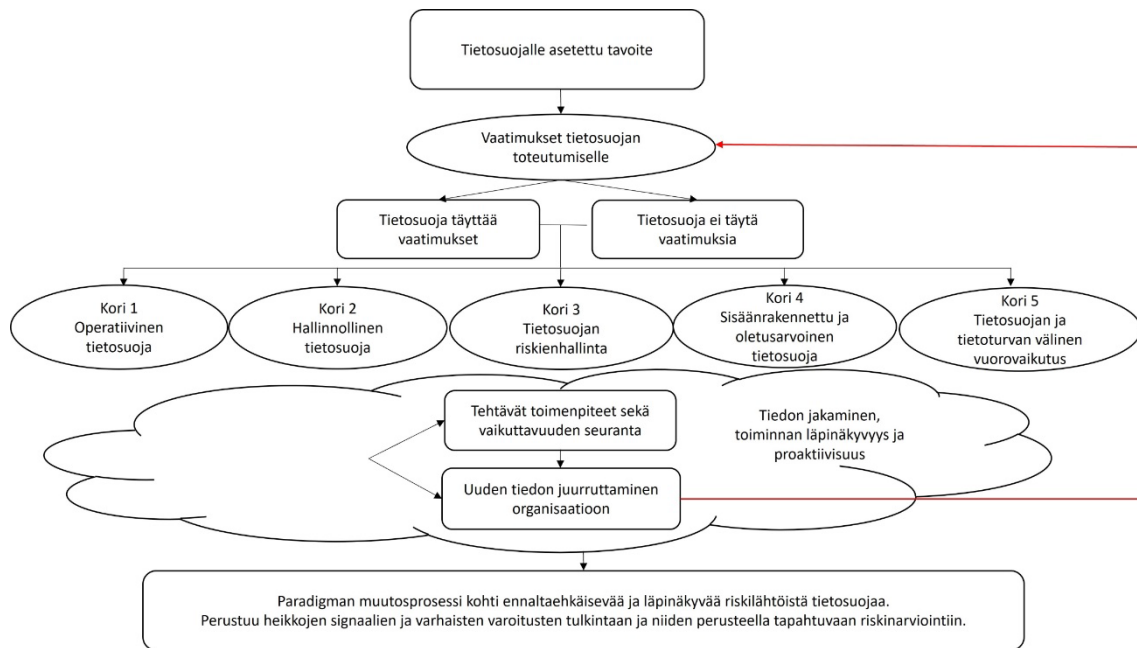 Tietosuojalle asetettu tavoite
Vaatimukset tietosuojan
toteutumiselle
Tietosuoja täyttää
vaatimukset
Tietosuoja ei täytä
vaatimuksia
Kori 1
Operatiivinen
tietosuoja
Kori 2
Hallinnollinen
tietosuoja
Kori 3
Tietosuojan
riskienhallinta
Kori 4
Sisäänrakennettu ja
oletusarvoinen
tietosuoja
Kori 5
Tietosuojan ja
tietoturvan välinen
vuorovaikutus
Tehtävät toimenpiteet sekä
vaikuttavuuden seuranta
Tiedon jakaminen,
toiminnan läpinäkyvyys ja
proaktiivisuus
Uuden tiedon juurruttaminen
organisaatioon
Paradigman muutosprosessi kohti ennaltaehkäisevää ja läpinäkyvää riskilähtöistä tietosuojaa.
Perustuu heikkojen signaalien ja varhaisten varoitusten tulkintaan ja niiden perusteella tapahtuvaan riskinarviointiin.